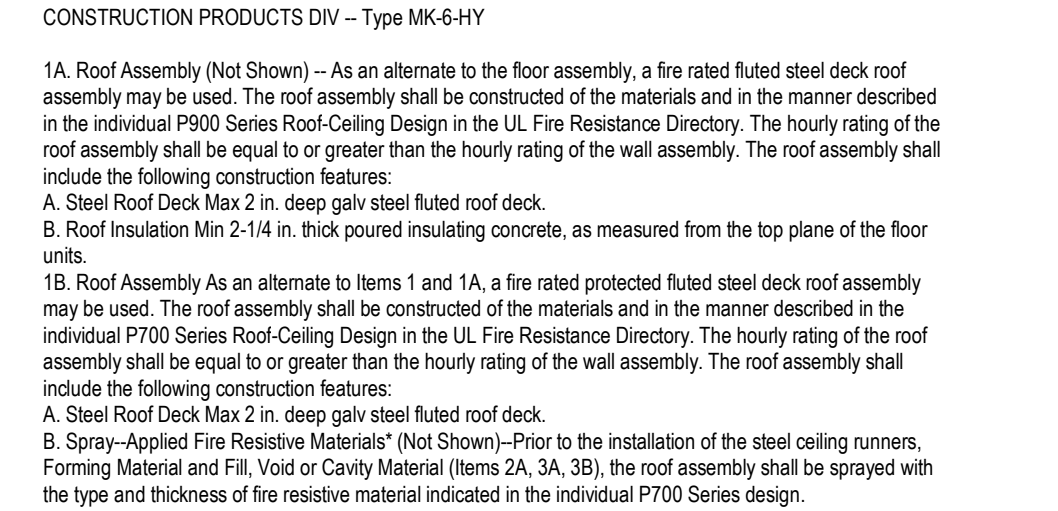 CONSTRUCTION PRODUCTS DIV -- Type MK-6-HY
1A. Roof Assembly (Not Shown) -- As an alternate to the floor assembly, a fire rated fluted steel deck roof
assembly may be used. The roof assembly shall be constructed of the materials and in the manner described
in the individual P900 Series Roof-Ceiling Design in the UL Fire Resistance Directory. The hourly rating of the
roof assembly shall be equal to or greater than the hourly rating of the wall assembly. The roof assembly shall
include the following construction features:
A. Steel Roof Deck Max 2 in. deep galv steel fluted roof deck.
B. Roof Insulation Min 2-1/4 in. thick poured insulating concrete, as measured from the top plane of the floor
units.
1B. Roof Assembly As an alternate to Items 1 and 1A, a fire rated protected fluted steel deck roof assembly
may be used. The roof assembly shall be constructed of the materials and in the manner described in the
individual P700 Series Roof-Ceiling Design in the UL Fire Resistance Directory. The hourly rating of the roof
assembly shall be equal to or greater than the hourly rating of the wall assembly. The roof assembly shall
include the following construction features:
A. Steel Roof Deck Max 2 in. deep galv steel fluted roof deck.
B. Spray--Applied Fire Resistive Materials* (Not Shown)--Prior to the installation of the steel ceiling runners,
Forming Material and Fill, Void or Cavity Material (Items 2A, 3A, 3B), the roof assembly shall be sprayed with
the type and thickness of fire resistive material indicated in the individual P700 Series design.